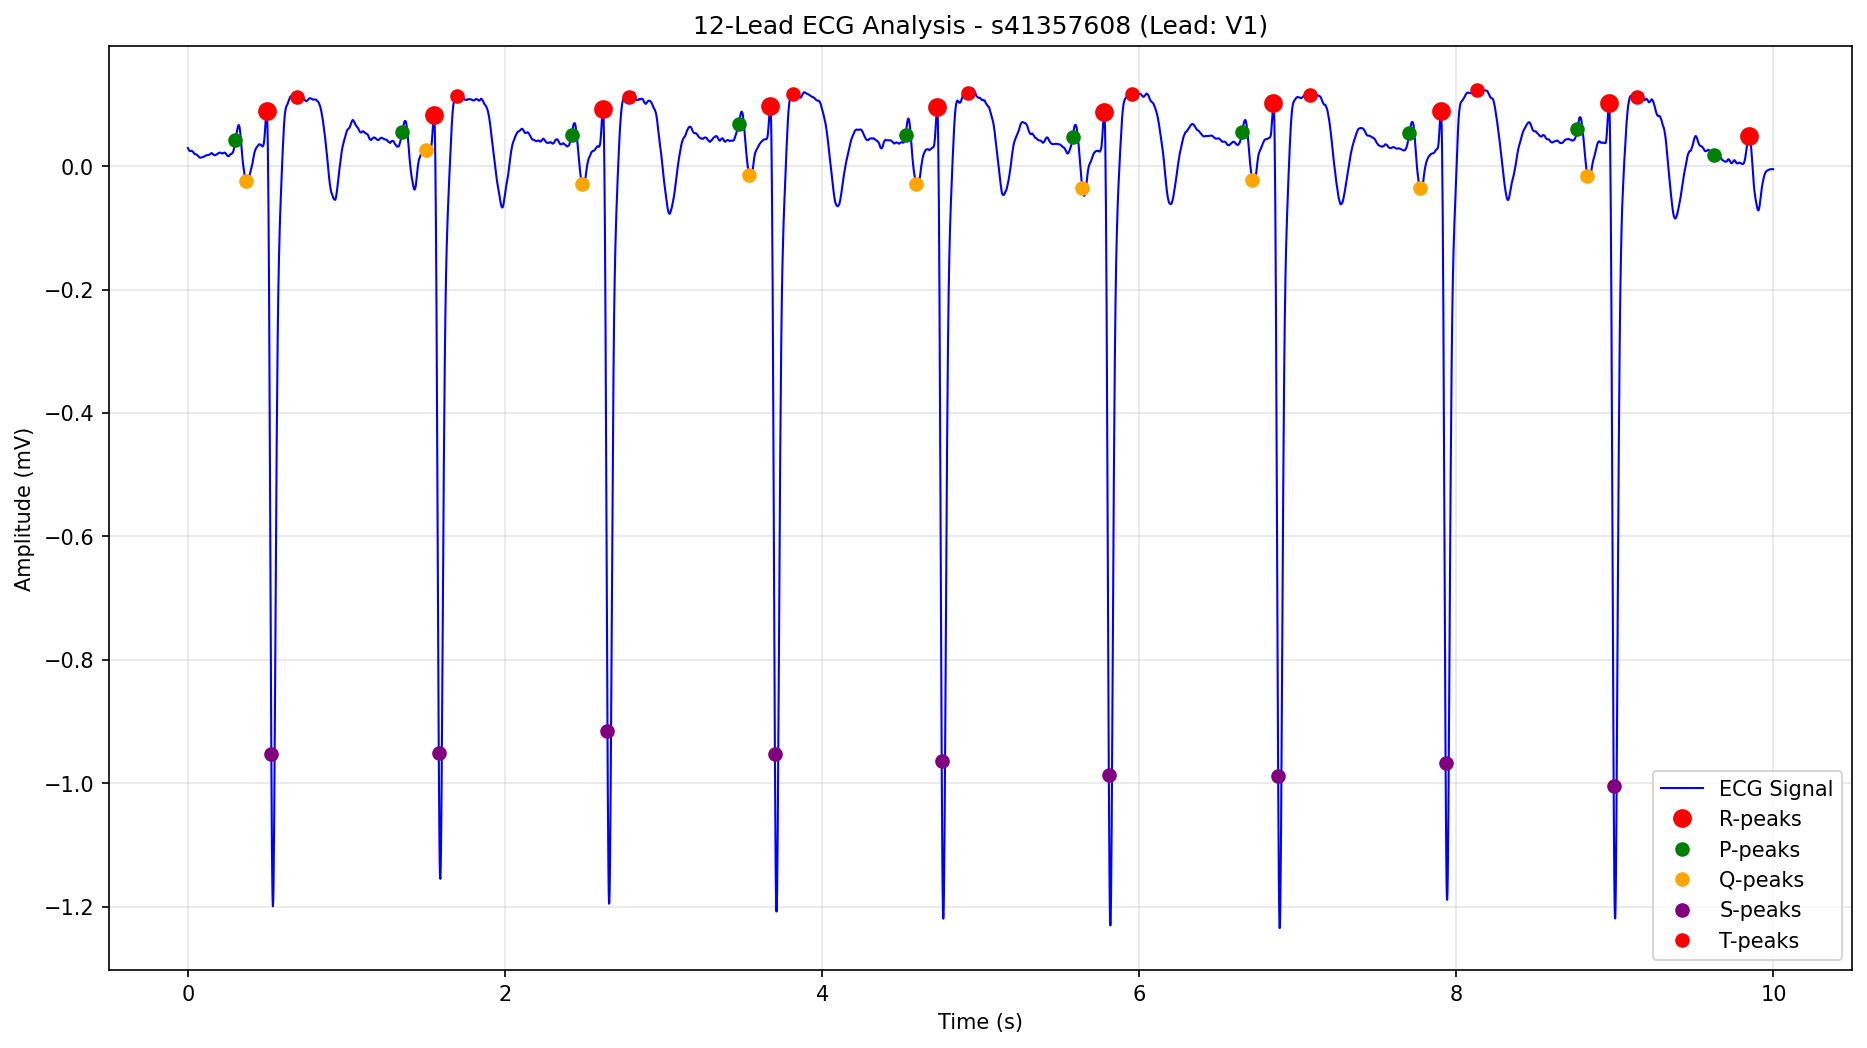 12-Lead ECG Analysis - s41357608 (Lead: V1)
Amplitude (mV)
0.0
−0.2
−0.4
−0.6
−0.8
−1.0
−1.2
0
2
4
6
8
10
Time (s)
ECG Signal
R-peaks
P-peaks
Q-peaks
S-peaks
T-peaks